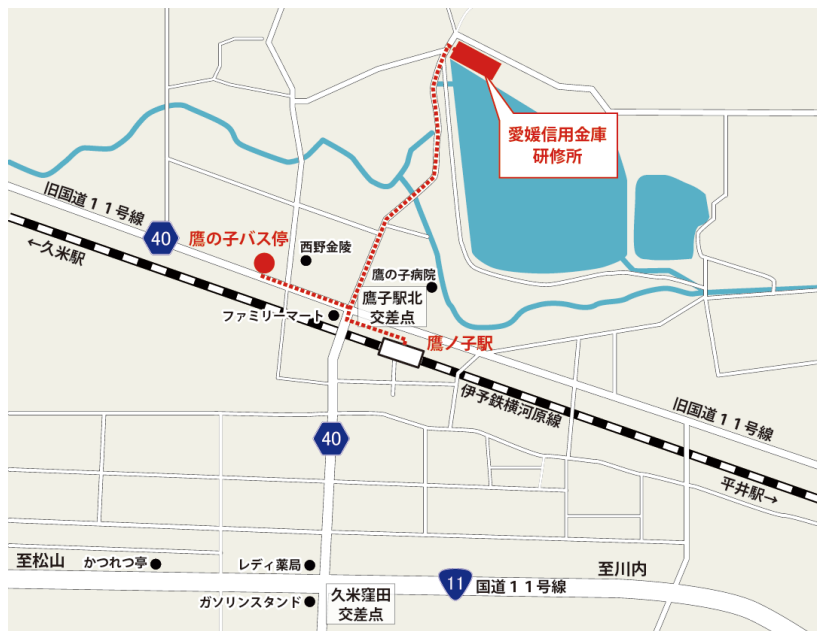 愛媛信用金庫
研修所
旧国道１１号線
40
←久米駅
鷹の子バス停
西野金陵
鷹の子病院
鷹子駅北
交差点
ファミリーマート
鷹ノ子駅
伊予鉄横河原線
旧国道１１号線
平井駅→
40
至松山
かつれつ亭
レディ薬局
至川内
11
国道１１号線
ガソリンスタンド
久米窪田
交差点